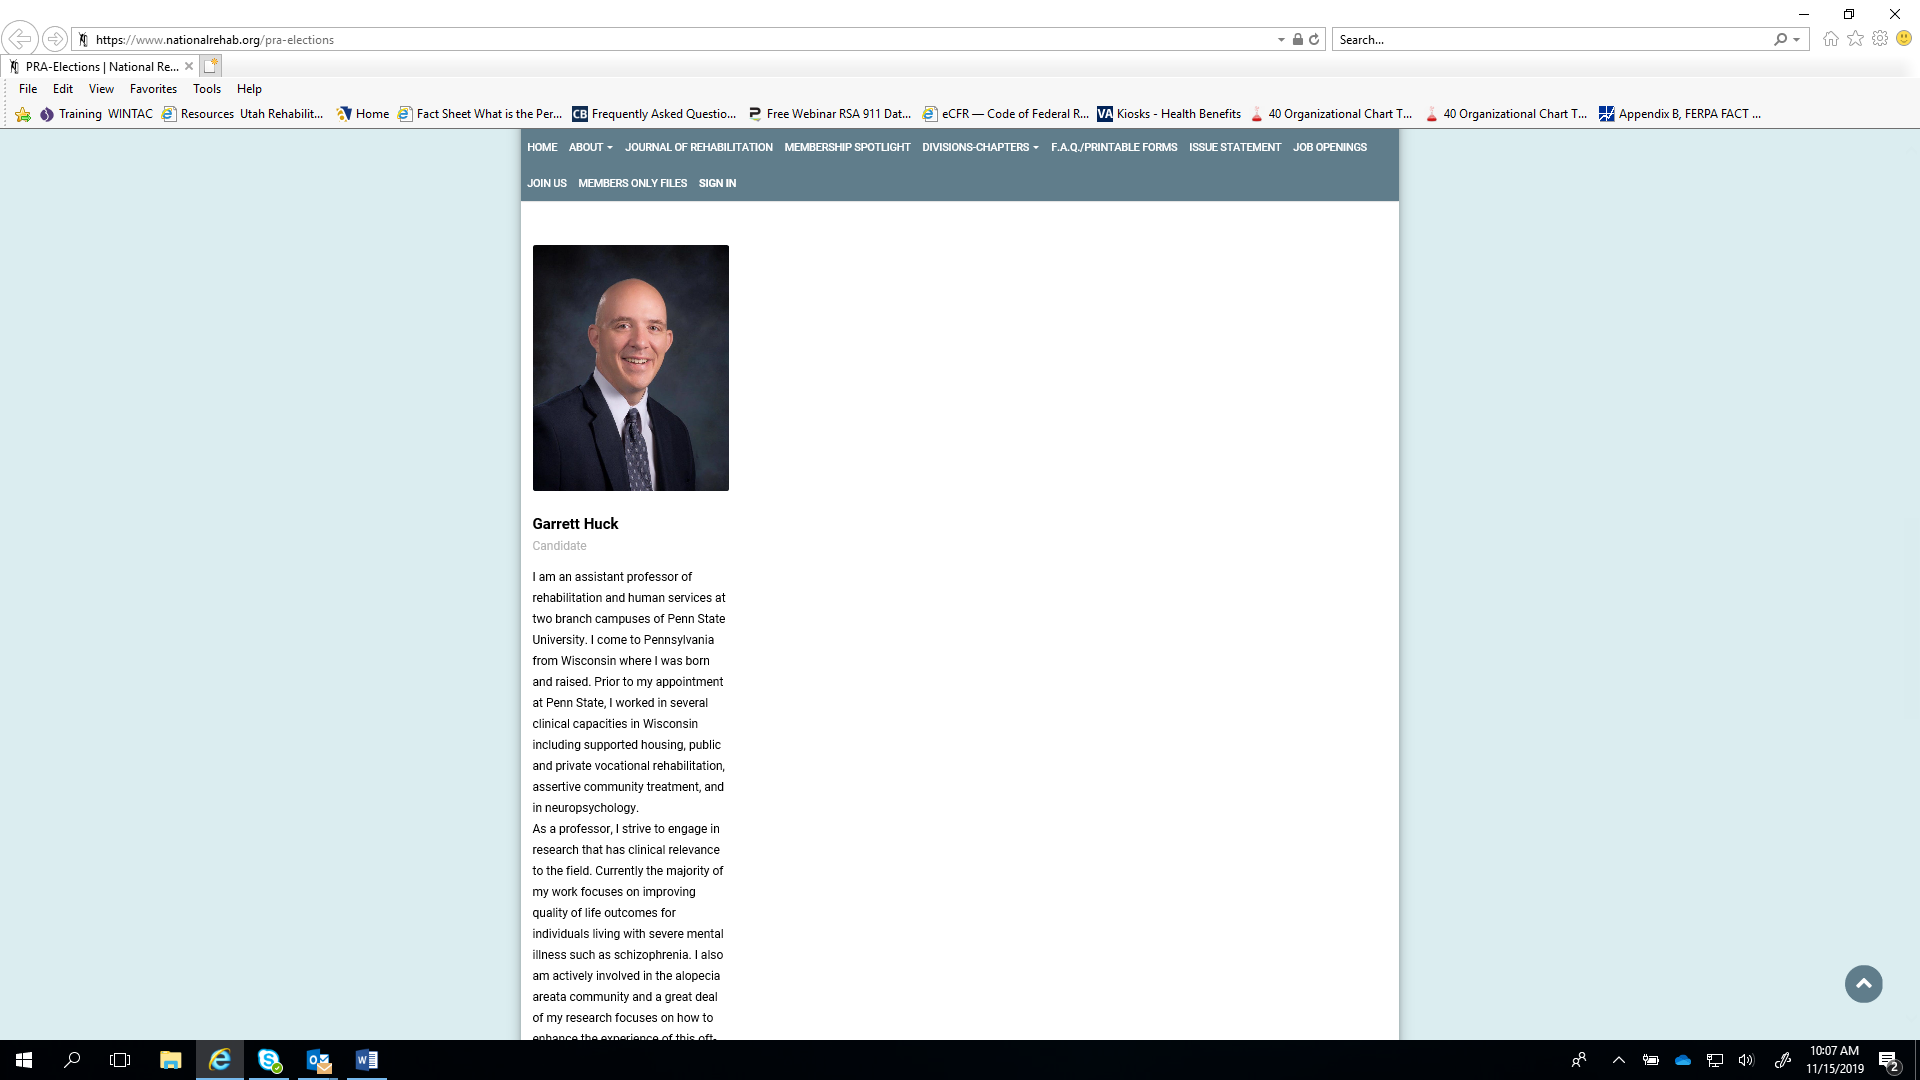 https://www.nationalrehab.org/pra-elections
Search...
PRA-Elections | National Re...
File Edit View Favorites Tools Help
Training WINTAC Resources Utah Rehabilit... Home Fact Sheet What is the Per... CB Frequently Asked Questio... Free Webinar RSA 911 Dat... eCFR — Code of Federal R... VA Kiosks - Health Benefits 40 Organizational Chart T... 40 Organizational Chart T... Appendix B, FERPA FACT ...
HOME ABOUT JOURNAL OF REHABILITATION MEMBERSHIP SPOTLIGHT DIVISIONS-CHAPTERS F.A.Q./PRINTABLE FORMS ISSUE STATEMENT JOB OPENINGS
JOIN US MEMBERS ONLY FILES SIGN IN
Garrett Huck
Candidate
I am an assistant professor of
rehabilitation and human services at
two branch campuses of Penn State
University. I come to Pennsylvania
from Wisconsin where I was born
and raised. Prior to my appointment
at Penn State, I worked in several
clinical capacities in Wisconsin
including supported housing, public
and private vocational rehabilitation,
assertive community treatment, and
in neuropsychology.
As a professor, I strive to engage in
research that has clinical relevance
to the field. Currently the majority of
my work focuses on improving
quality of life outcomes for
individuals living with severe mental
illness such as schizophrenia. I also
am actively involved in the alopecia
areata community and a great deal
of my research focuses on how to
enhance the experience of this oft-
10:07 AM
11/15/2019
2